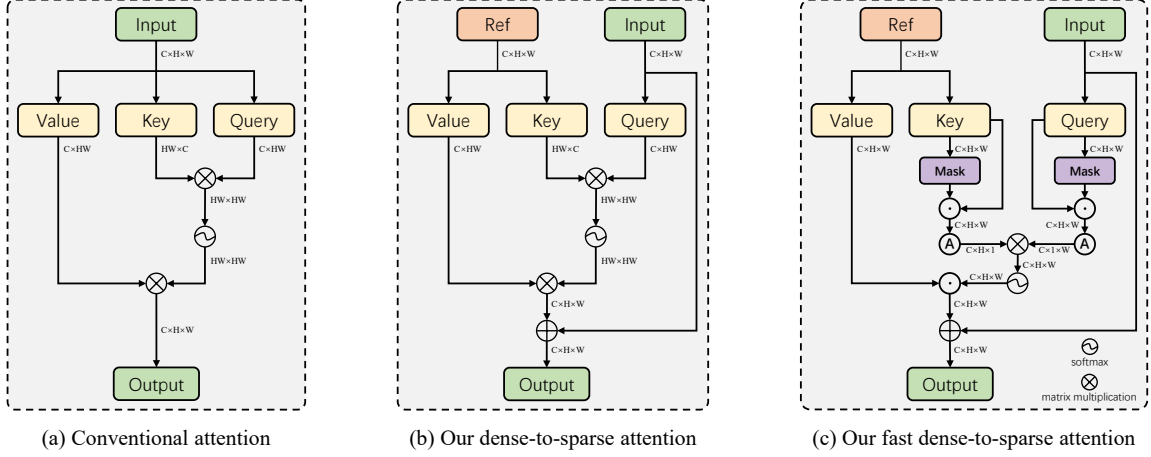 Input
C×H×W
Value
Key
Query
C×HW
HW×C
C×HW
HW×HW
HW×HW
C×H×W
Output
(a) Conventional attention
Ref
Input
C×H×W
C×H×W
Value
Key
Query
C×HW
HW×C
C×HW
HW×HW
HW×HW
C×H×W
C×H×W
Output
(b) Our dense-to-sparse attention
Ref
Input
C×H×W
C×H×W
Value
Key
Query
C×H×W
C×H×W
C×H×W
Mask
Mask
C×H×W
C×H×W
A
A
C×H×1
C×1×W
C×H×W
C×H×W
C×H×W
C×H×W
Output
softmax
matrix multiplication
(c) Our fast dense-to-sparse attention